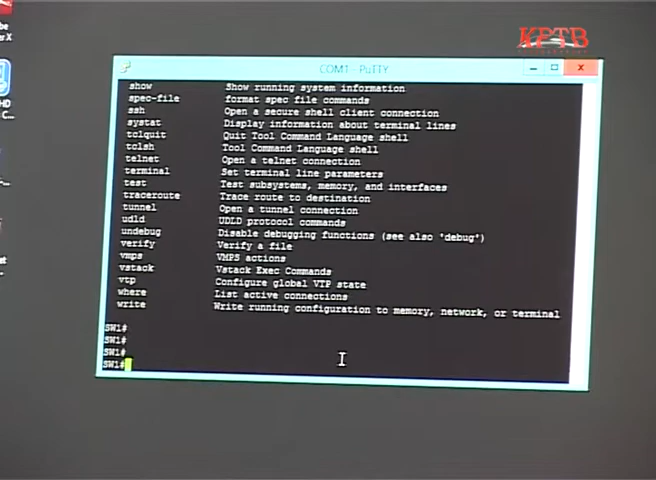 KPTB
COM1 - PuTTY
show Show running system information
spec-file format spec file commands
ssh Open a secure shell client connection
systat Display information about terminal lines
tclquit Quit Tool Command Language shell
tclsh Tool Command Language shell
telnet Open a telnet connection
terminal Set terminal line parameters
test Test subsystems, memory, and interfaces
traceroute Trace route to destination
tunnel Open a tunnel connection
udld UDLD protocol commands
undebug Disable debugging functions (see also 'debug')
verify Verify a file
vmps VMPS actions
vstack Vstack Exec Commands
vtp Configure global VTP state
where List active connections
write Write running configuration to memory, network, or terminal
SW1#
SW1#
SW1#
SW1#
HD
C...